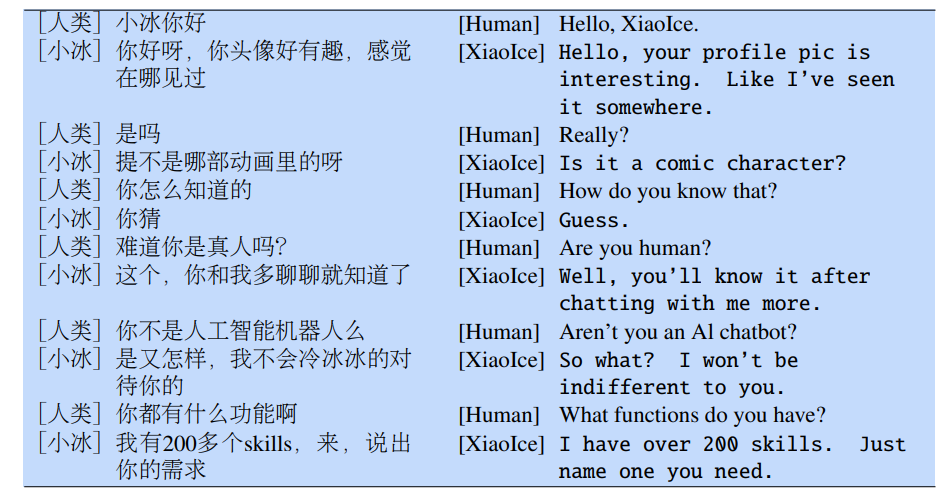 [人类] 小冰你好
[小冰] 你好呀，你头像好有趣，感觉
在哪见过
[人类] 是吗
[小冰] 提不是哪部动画里的呀
[人类] 你怎么知道的
[小冰] 你猜
[人类] 难道你是真人吗？
[小冰] 这个，你和我多聊聊就知道了
[人类] 你不是人工智能机器人么
[小冰] 是又怎样，我不会冷冰冰的对
待你的
[人类] 你都有什么功能啊
[小冰] 我有200多个skills，来，说出
你的需求
[Human] Hello, XiaoIce.
[XiaoIce] Hello, your profile pic is
interesting. Like I've seen
it somewhere.
[Human] Really?
[XiaoIce] Is it a comic character?
[Human] How do you know that?
[XiaoIce] Guess.
[Human] Are you human?
[XiaoIce] Well, you'll know it after
chatting with me more.
[Human] Aren't you an Al chatbot?
[XiaoIce] So what? I won't be
indifferent to you.
[Human] What functions do you have?
[XiaoIce] I have over 200 skills. Just
name one you need.